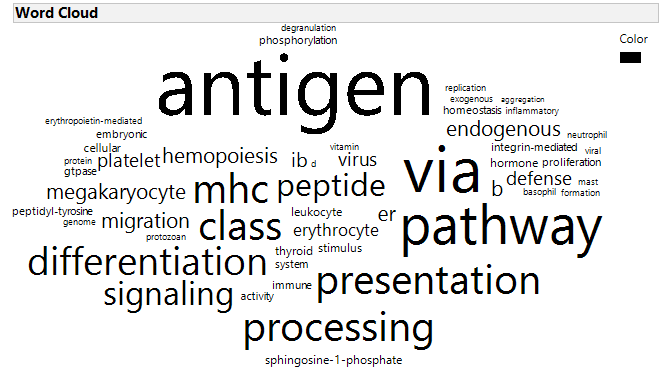 Word Cloud
Color
degranulation
phosphorylation
antigen
replication
exogenous aggregation
homeostasis inflammatory
erythropoietin-mediated
embryonic
endogenous neutrophil
cellular
vitamin
integrin-mediated viral
protein platelet hemopoiesis ib d virus
via
hormone proliferation
gtpase
megakaryocyte mhc peptide
b defense mast
basophil formation
peptidyl-tyrosine
genome migration class leukocyte er pathway
erythrocyte
protozoan
differentiation thyroid stimulus
system
signaling activity immune presentation
processing
sphingosine-1-phosphate